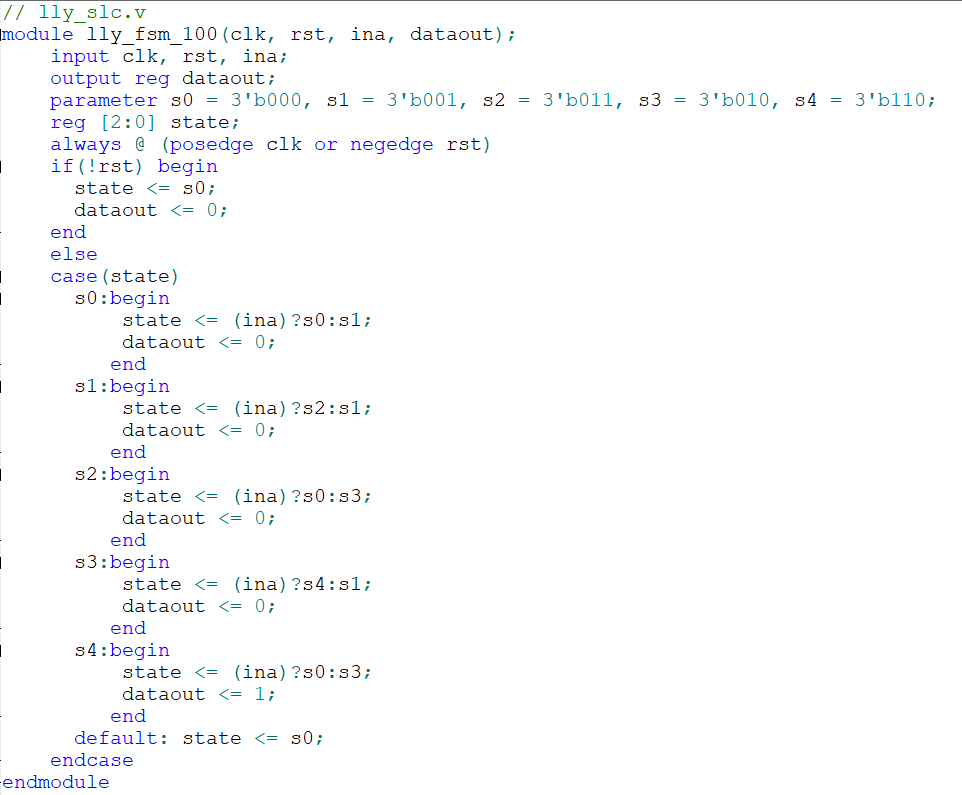 // lly_slc.v
module lly_fsm_100(clk, rst, ina, dataout);
    input clk, rst, ina;
    output reg dataout;
    parameter s0 = 3'b000, s1 = 3'b001, s2 = 3'b011, s3 = 3'b010, s4 = 3'b110;
    reg [2:0] state;
    always @ (posedge clk or negedge rst)
    if(!rst) begin
      state <= s0;
      dataout <= 0;
    end
    else
    case(state)
      s0:begin
          state <= (ina)?s0:s1;
          dataout <= 0;
         end
      s1:begin
          state <= (ina)?s2:s1;
          dataout <= 0;
         end
      s2:begin
          state <= (ina)?s0:s3;
          dataout <= 0;
         end
      s3:begin
          state <= (ina)?s4:s1;
          dataout <= 0;
         end
      s4:begin
          state <= (ina)?s0:s3;
          dataout <= 1;
         end
      default: state <= s0;
    endcase
endmodule